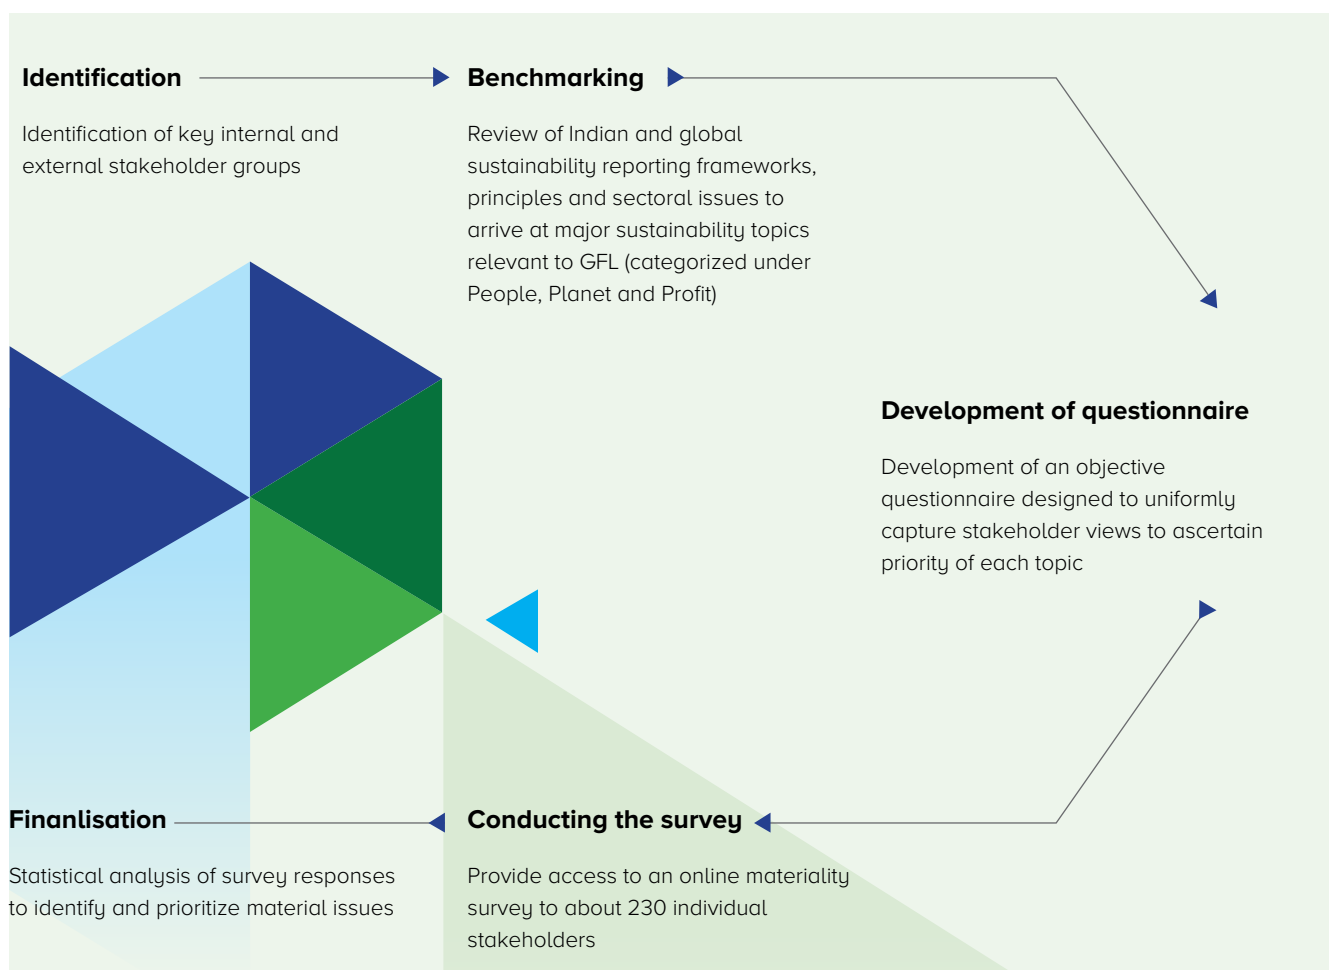 Identification
Identification of key internal and
external stakeholder groups
Benchmarking
Review of Indian and global
sustainability reporting frameworks,
principles and sectoral issues to
arrive at major sustainability topics
relevant to GFL (categorized under
People, Planet and Profit)
Development of questionnaire
Development of an objective
questionnaire designed to uniformly
capture stakeholder views to ascertain
priority of each topic
Conducting the survey
Provide access to an online materiality
survey to about 230 individual
stakeholders
Finanlisation
Statistical analysis of survey responses
to identify and prioritize material issues